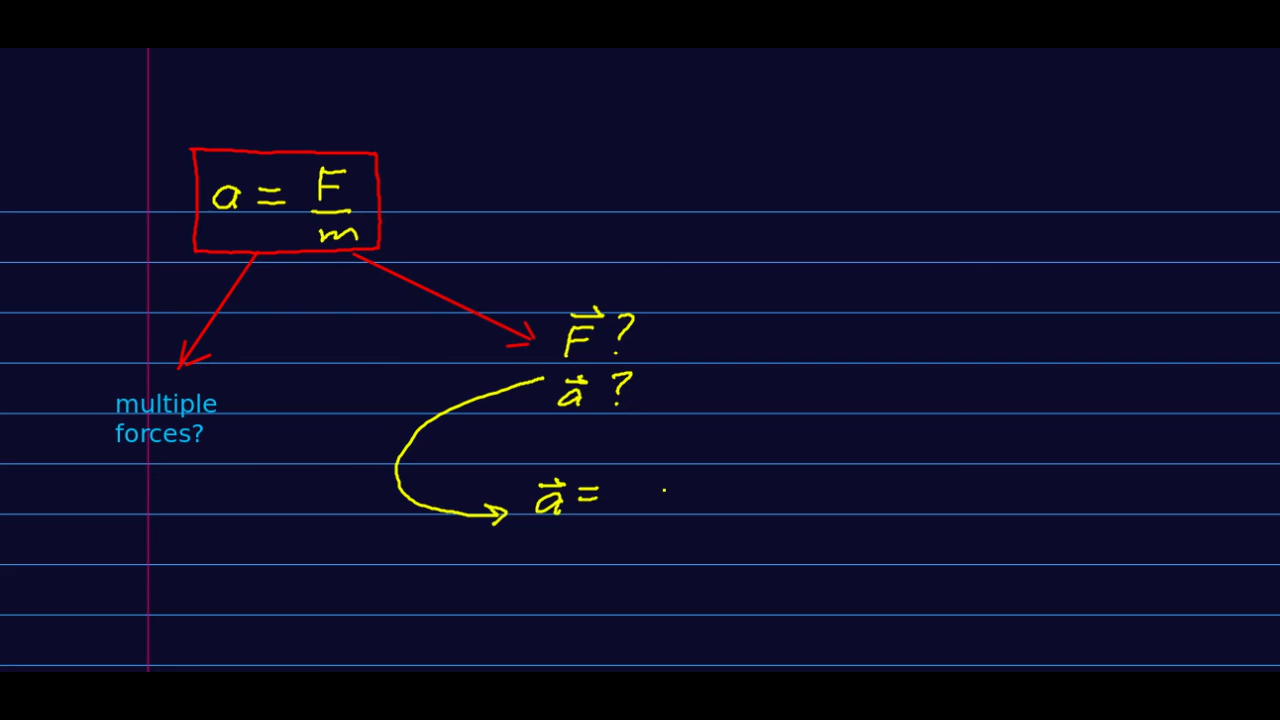 a = F/m
F⃗ ?
a⃗ ?
multiple
forces?
a⃗ =